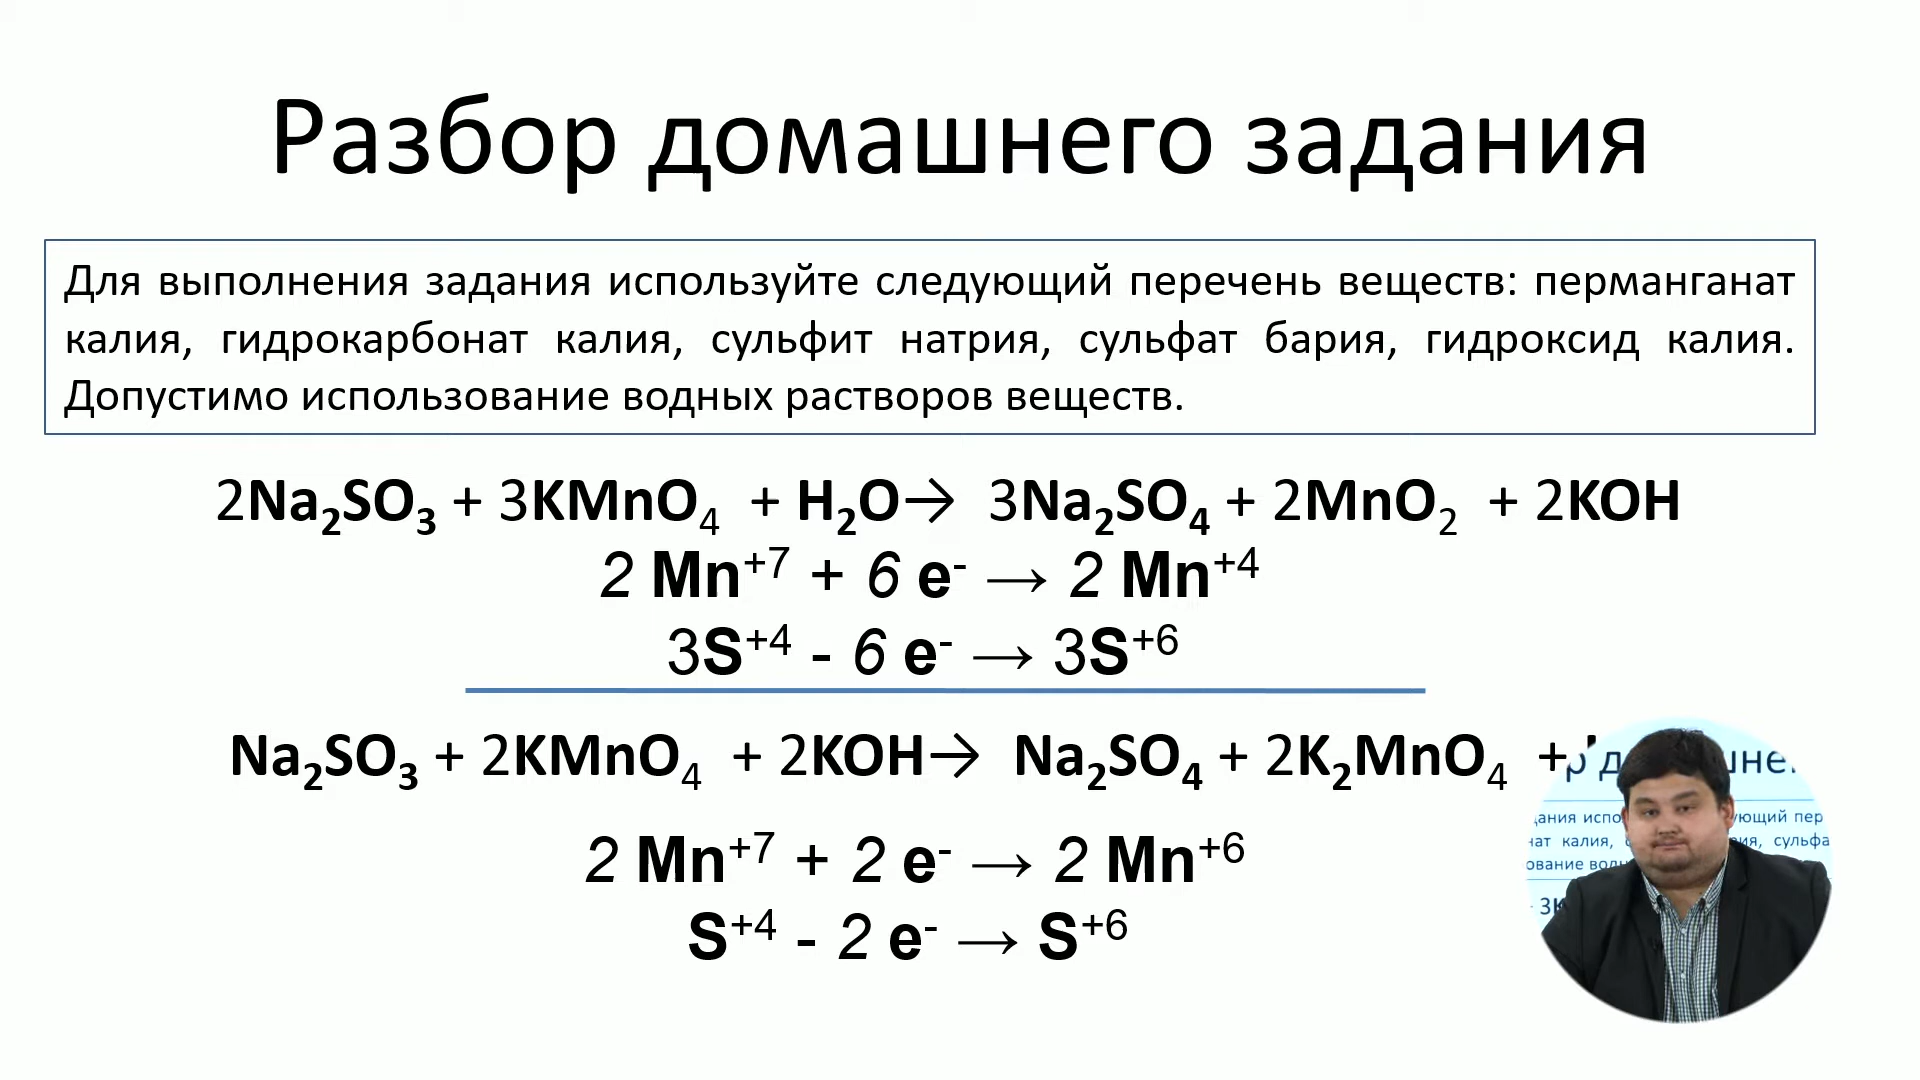 Разбор домашнего задания
Для выполнения задания используйте следующий перечень веществ: перманганат
калия, гидрокарбонат калия, сульфит натрия, сульфат бария, гидроксид калия.
Допустимо использование водных растворов веществ.
2Na₂SO₃ + 3KMnO₄ + H₂O→ 3Na₂SO₄ + 2MnO₂ + 2KOH
2 Mn⁺⁷ + 6 e⁻ → 2 Mn⁺⁴
3S⁺⁴ - 6 e⁻ → 3S⁺⁶
Na₂SO₃ + 2KMnO₄ + 2KOH→ Na₂SO₄ + 2K₂MnO₄ +
2 Mn⁺⁷ + 2 e⁻ → 2 Mn⁺⁶
S⁺⁴ - 2 e⁻ → S⁺⁶